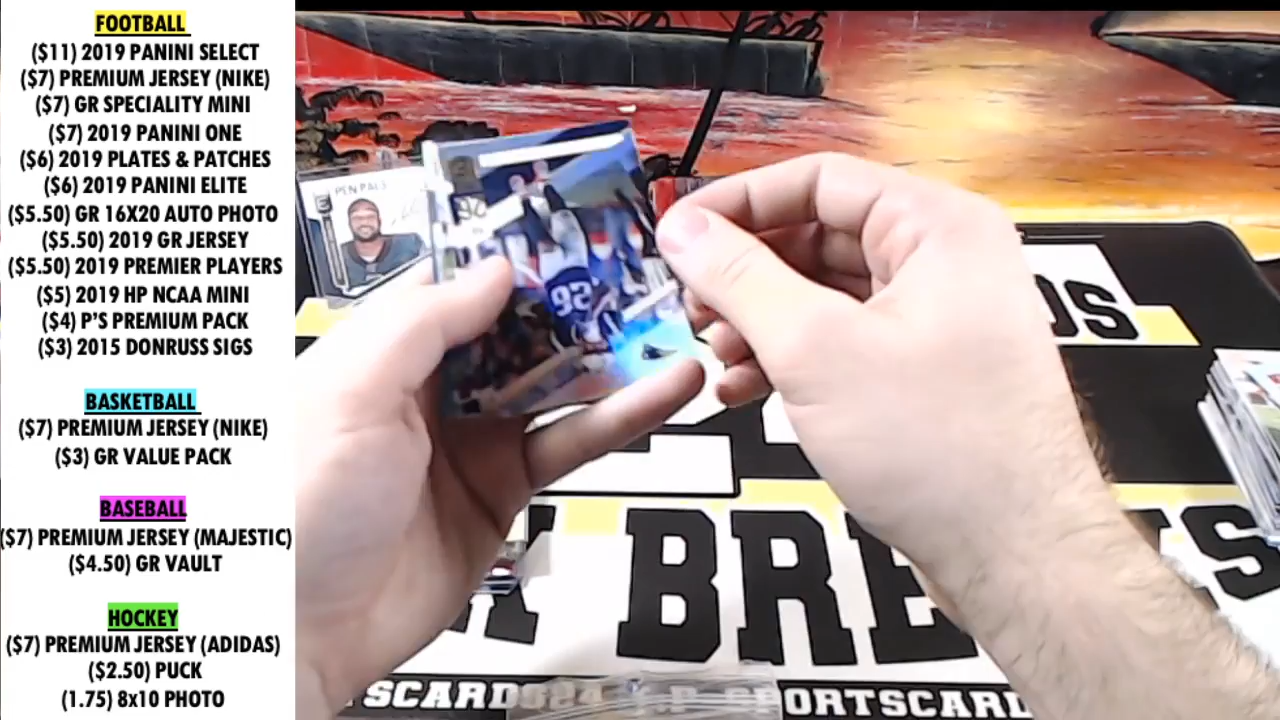 FOOTBALL
($11) 2019 PANINI SELECT
($7) PREMIUM JERSEY (NIKE)
($7) GR SPECIALITY MINI
($7) 2019 PANINI ONE
($6) 2019 PLATES & PATCHES
($6) 2019 PANINI ELITE
($5.50) GR 16X20 AUTO PHOTO
($5.50) 2019 GR JERSEY
($5.50) 2019 PREMIER PLAYERS
($5) 2019 HP NCAA MINI
($4) P'S PREMIUM PACK
($3) 2015 DONRUSS SIGS
BASKETBALL
($7) PREMIUM JERSEY (NIKE)
($3) GR VALUE PACK
BASEBALL
($7) PREMIUM JERSEY (MAJESTIC)
($4.50) GR VAULT
HOCKEY
($7) PREMIUM JERSEY (ADIDAS)
($2.50) PUCK
(1.75) 8x10 PHOTO
PEN PALS
92